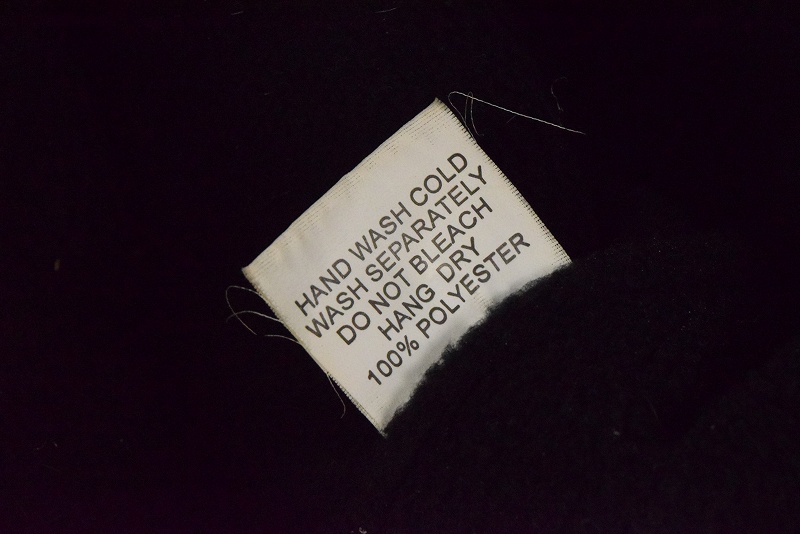 HAND WASH COLD
WASH SEPARATELY
DO NOT BLEACH
HANG DRY
100% POLYESTER